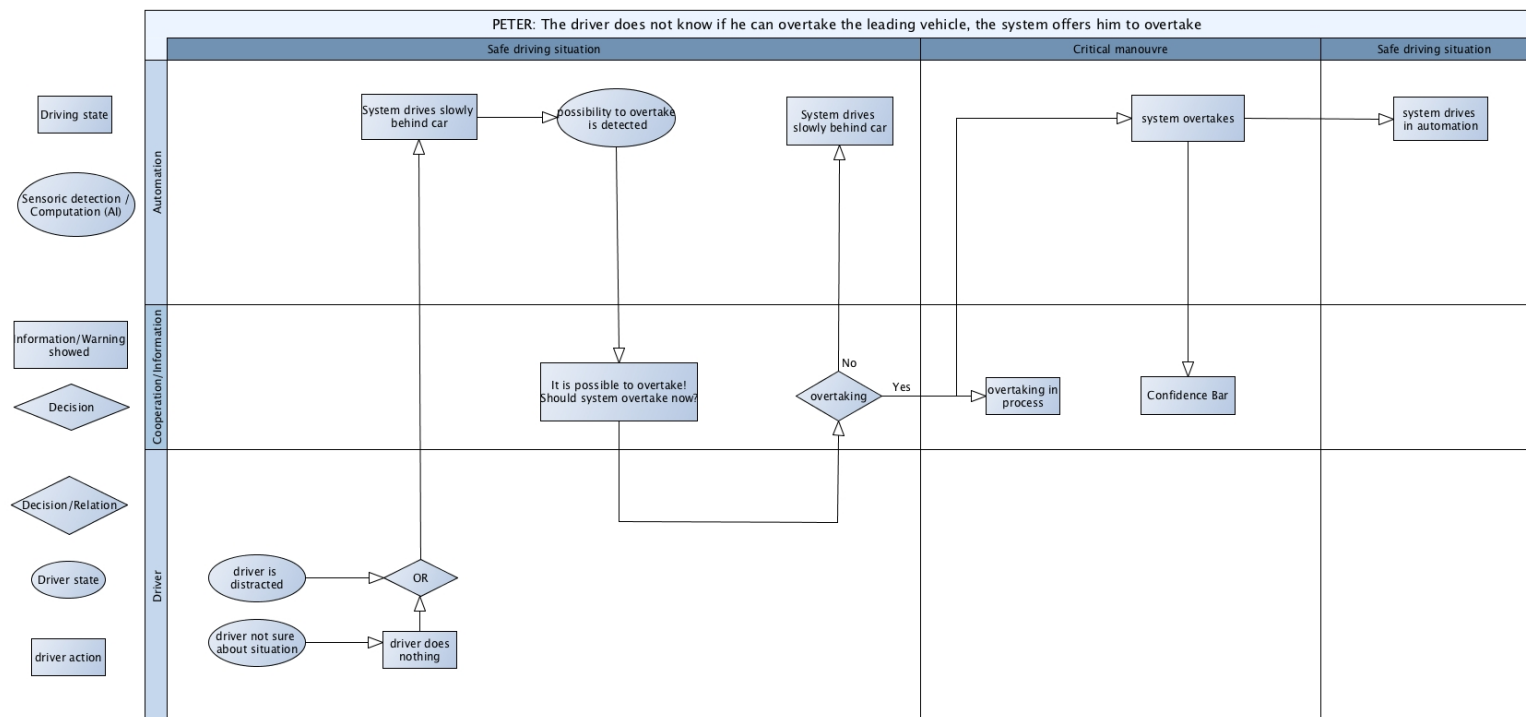 PETER: The driver does not know if he can overtake the leading vehicle, the system offers him to overtake
Safe driving situation
Critical manouvre
Safe driving situation
Driving state
Sensoric detection /
Computation (AI)
Information/Warning
showed
Decision
Decision/Relation
Driver state
driver action
Automation
System drives slowly
behind car
possibility to overtake
is detected
System drives
slowly behind car
system overtakes
system drives
in automation
Cooperation/Information
It is possible to overtake!
Should system overtake now?
overtaking
No
Yes
overtaking in
process
Confidence Bar
Driver
driver is
distracted
OR
driver not sure
about situation
driver does
nothing